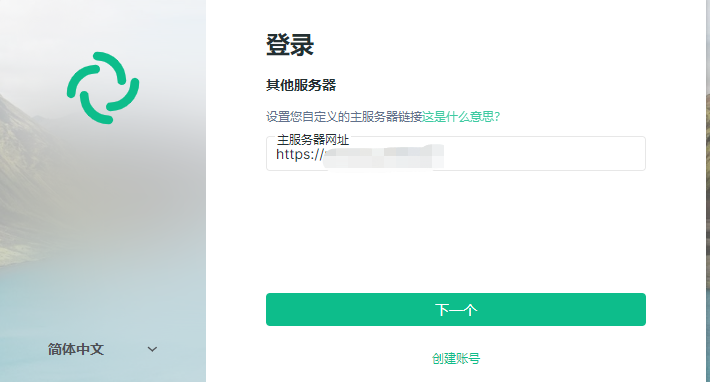 登录
其他服务器
设置您自定义的主服务器链接这是什么意思?
主服务器网址
https://
下一个
创建账号
简体中文